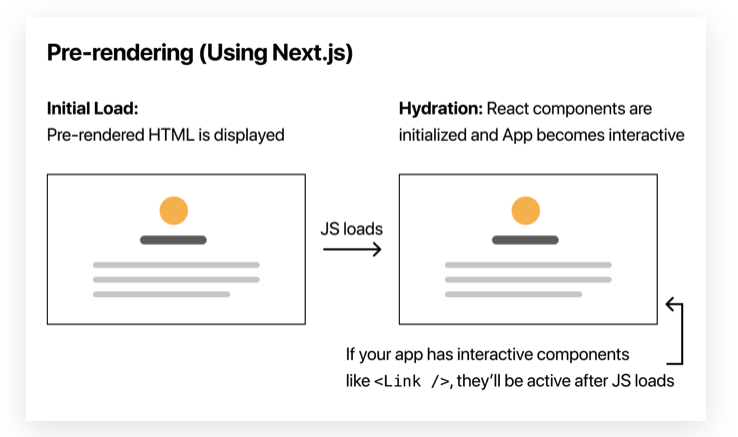 Pre-rendering (Using Next.js)
Initial Load:
Pre-rendered HTML is displayed
Hydration: React components are
initialized and App becomes interactive
JS loads
If your app has interactive components
like <Link />, they’ll be active after JS loads